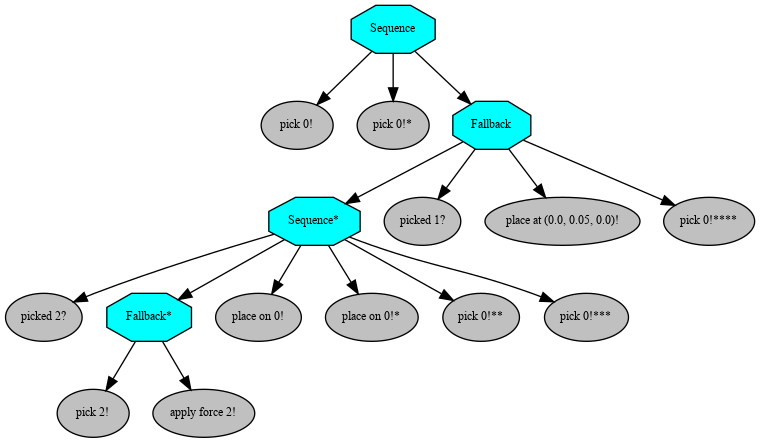 Sequence
pick 0!
pick 0!*
Fallback
Sequence*
picked 1?
place at (0.0, 0.05, 0.0)!
pick 0!****
picked 2?
Fallback*
place on 0!
place on 0!*
pick 0!**
pick 0!***
pick 2!
apply force 2!